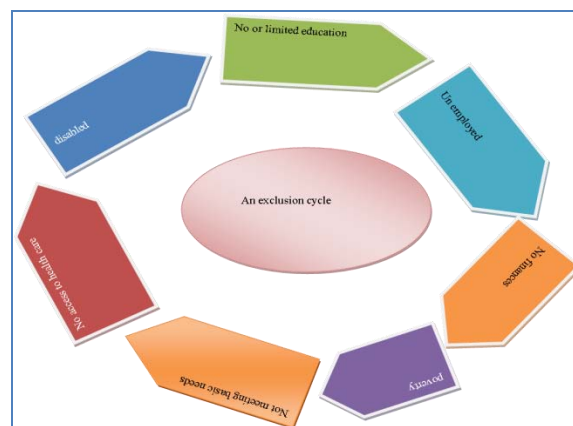 No or limited education
Un employed
No finances
poverty
Not meeting basic needs
No access to health care
disabled
An exclusion cycle